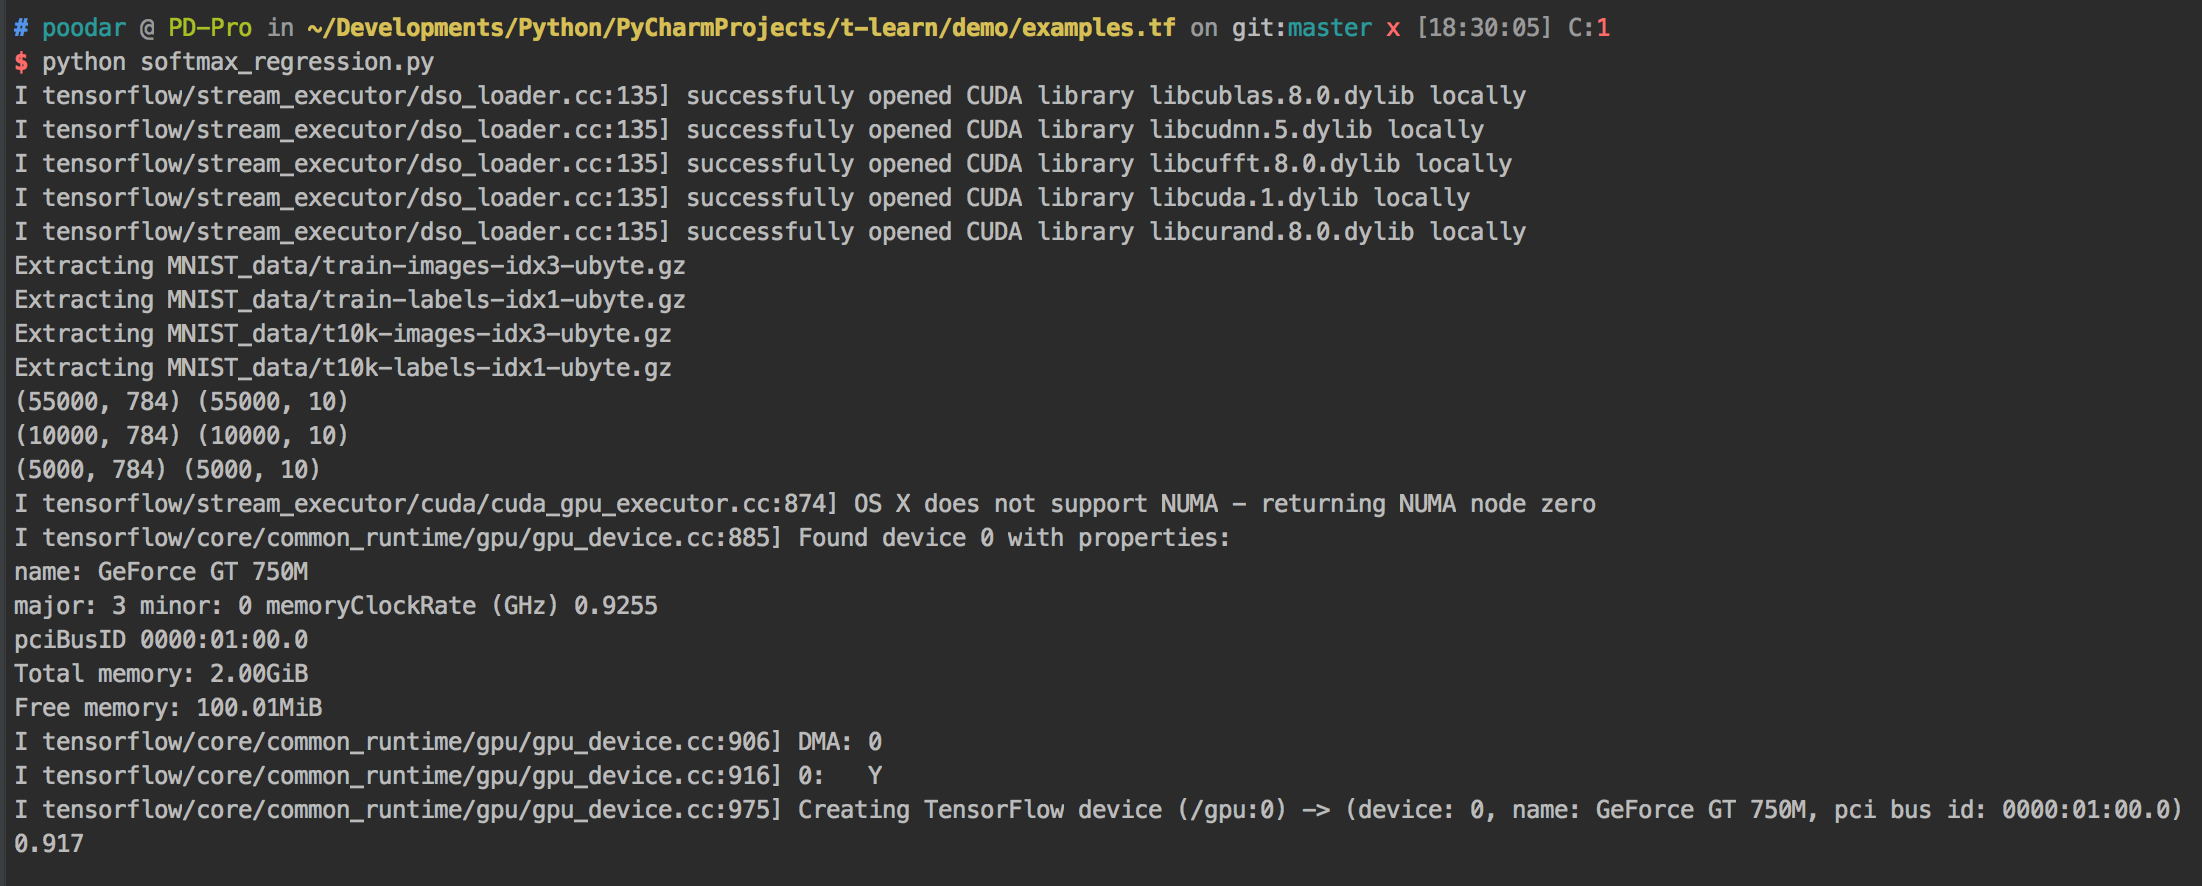 # poodar @ PD-Pro in ~/Developments/Python/PyCharmProjects/t-learn/demo/examples.tf on git:master x [18:30:05] C:1
$ python softmax_regression.py
I tensorflow/stream_executor/dso_loader.cc:135] successfully opened CUDA library libcublas.8.0.dylib locally
I tensorflow/stream_executor/dso_loader.cc:135] successfully opened CUDA library libcudnn.5.dylib locally
I tensorflow/stream_executor/dso_loader.cc:135] successfully opened CUDA library libcufft.8.0.dylib locally
I tensorflow/stream_executor/dso_loader.cc:135] successfully opened CUDA library libcuda.1.dylib locally
I tensorflow/stream_executor/dso_loader.cc:135] successfully opened CUDA library libcurand.8.0.dylib locally
Extracting MNIST_data/train-images-idx3-ubyte.gz
Extracting MNIST_data/train-labels-idx1-ubyte.gz
Extracting MNIST_data/t10k-images-idx3-ubyte.gz
Extracting MNIST_data/t10k-labels-idx1-ubyte.gz
(55000, 784) (55000, 10)
(10000, 784) (10000, 10)
(5000, 784) (5000, 10)
I tensorflow/stream_executor/cuda/cuda_gpu_executor.cc:874] OS X does not support NUMA - returning NUMA node zero
I tensorflow/core/common_runtime/gpu/gpu_device.cc:885] Found device 0 with properties:
name: GeForce GT 750M
major: 3 minor: 0 memoryClockRate (GHz) 0.9255
pciBusID 0000:01:00.0
Total memory: 2.00GiB
Free memory: 100.01MiB
I tensorflow/core/common_runtime/gpu/gpu_device.cc:906] DMA: 0
I tensorflow/core/common_runtime/gpu/gpu_device.cc:916] 0:   Y
I tensorflow/core/common_runtime/gpu/gpu_device.cc:975] Creating TensorFlow device (/gpu:0) -> (device: 0, name: GeForce GT 750M, pci bus id: 0000:01:00.0)
0.917